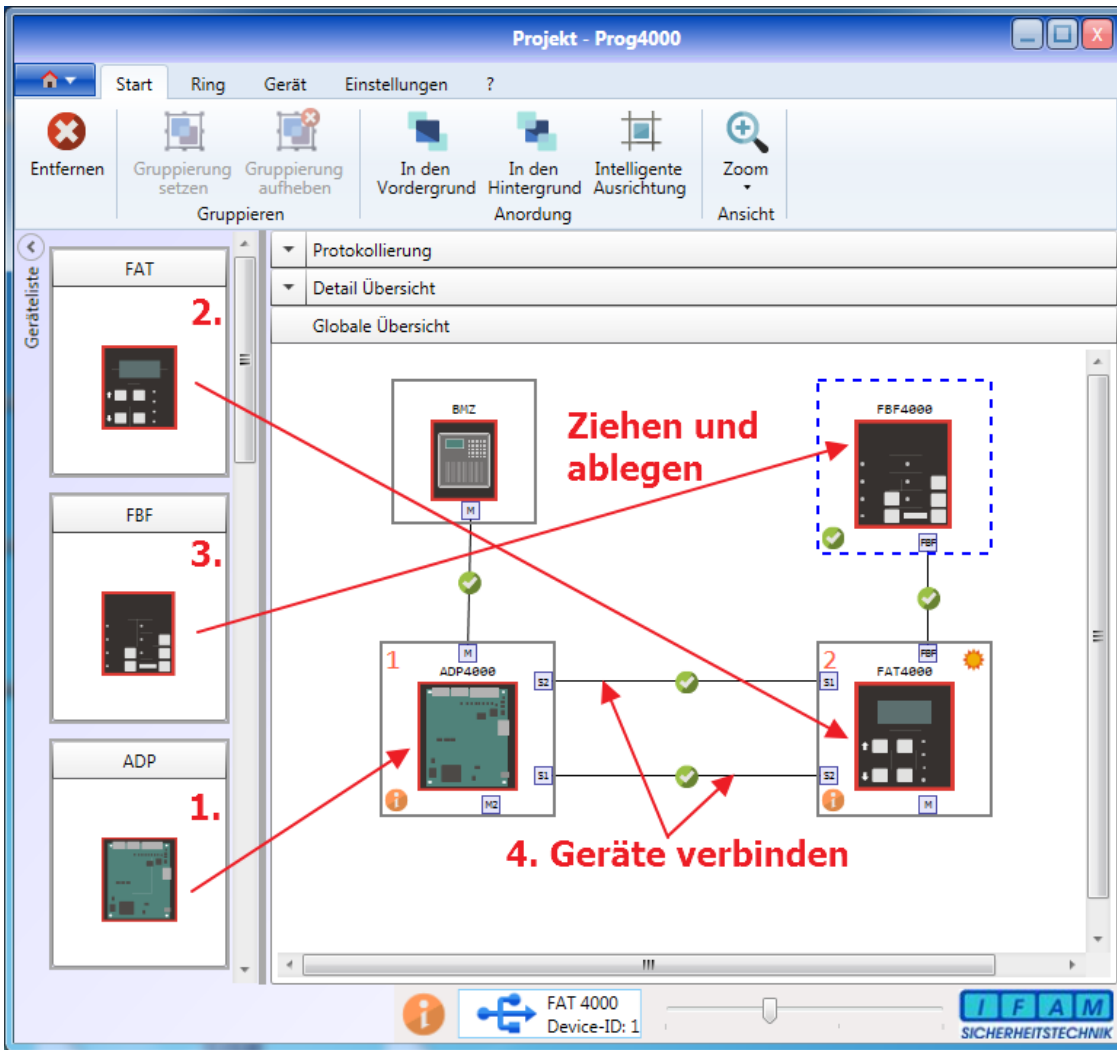 Projekt - Prog4000
Start Ring Gerät Einstellungen ?
Entfernen
Gruppierung setzen
Gruppierung aufheben
Gruppieren
In den Vordergrund
In den Hintergrund
Intelligente Ausrichtung
Anordung
Zoom
Ansicht
Geräteliste
FAT
2.
FBF
3.
ADP
1.
Protokollierung
Detail Übersicht
Globale Übersicht
BMZ
M
Ziehen und
ablegen
FBF4000
FBF
M
1
ADP4000
S2
S1
M2
FBF
2
FAT4000
S1
S2
M
4. Geräte verbinden
FAT 4000
Device-ID: 1
IFAM
SICHERHEITSTECHNIK